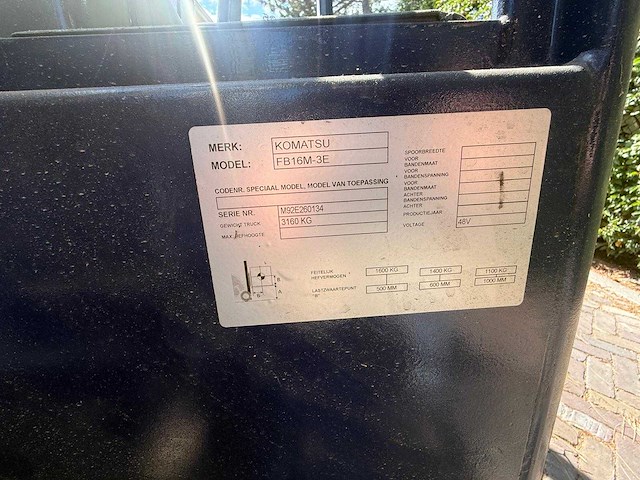 MERK: KOMATSU
MODEL: FB16M-3E
CODENR. SPECIAAL MODEL, MODEL VAN TOEPASSING
SERIE NR. M92E260134
GEWICHT TRUCK 3160 KG
MAX. HEFHOOGTE
SPOORBREEDTE
VOOR
BANDENMAAT
VOOR
BANDENSPANNING
VOOR
BANDENMAAT
ACHTER
BANDENSPANNING
ACHTER
PRODUCTIEJAAR
VOLTAGE 48V
FEITELIJK
HEFVERMOGEN 1600 KG 1400 KG 1100 KG
LASTZWAARTEPUNT
"B" 500 MM 600 MM 1000 MM
B
A